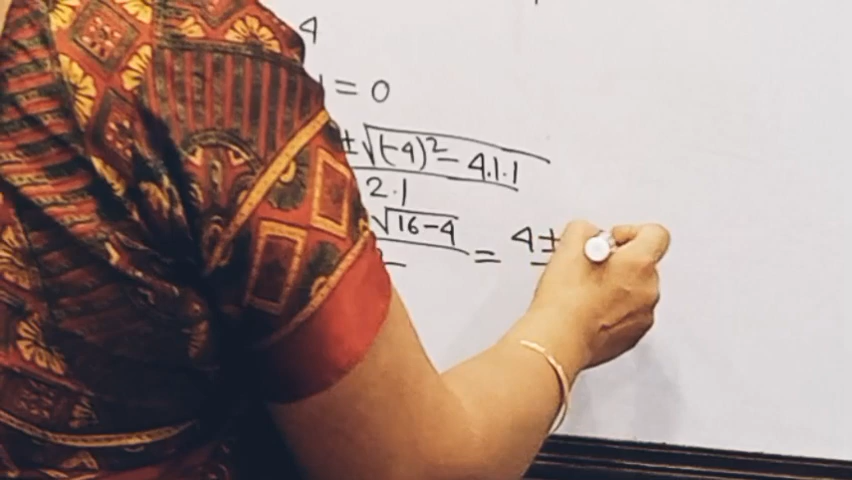 4
= 0
± √(-4)² - 4.1.1
2.1
√16-4 = 4 ±